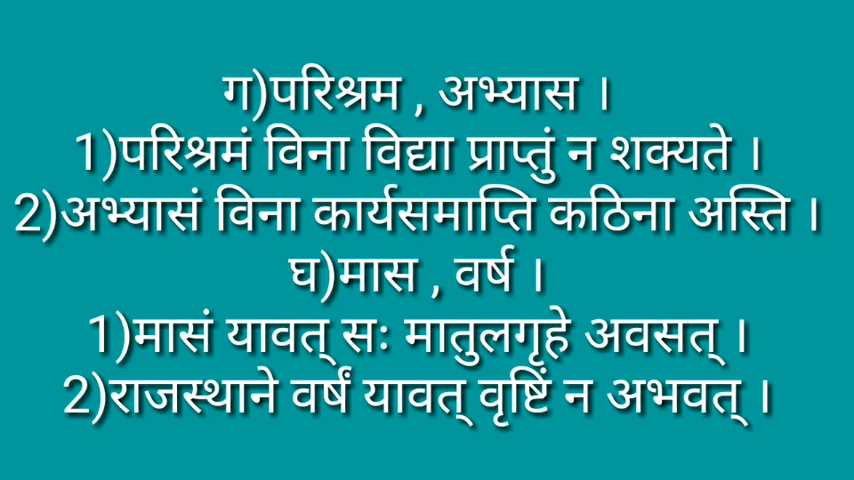 ग)परिश्रम , अभ्यास ।
1)परिश्रमं विना विद्या प्राप्तुं न शक्यते ।
2)अभ्यासं विना कार्यसमाप्ति कठिना अस्ति ।
घ)मास , वर्ष ।
1)मासं यावत् सः मातुलगृहे अवसत् ।
2)राजस्थाने वर्षं यावत् वृष्टिं न अभवत् ।